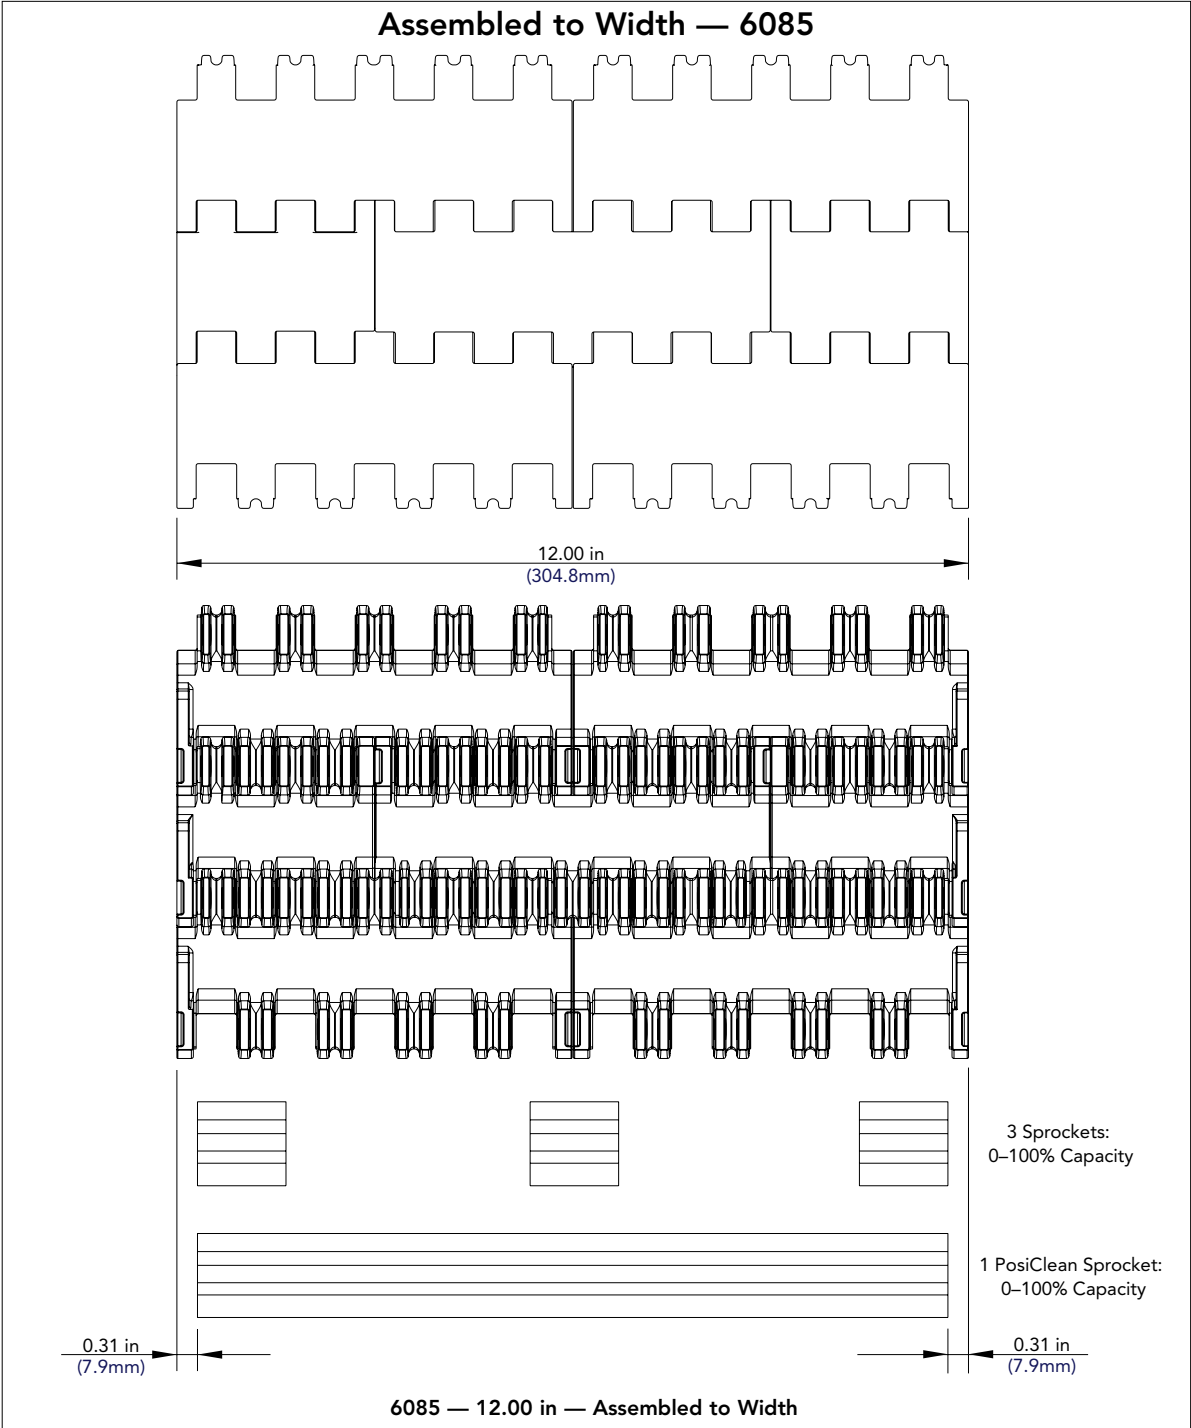 Assembled to Width — 6085
12.00 in
(304.8mm)
3 Sprockets:
0–100% Capacity
1 PosiClean Sprocket:
0–100% Capacity
0.31 in
(7.9mm)
0.31 in
(7.9mm)
6085 — 12.00 in — Assembled to Width